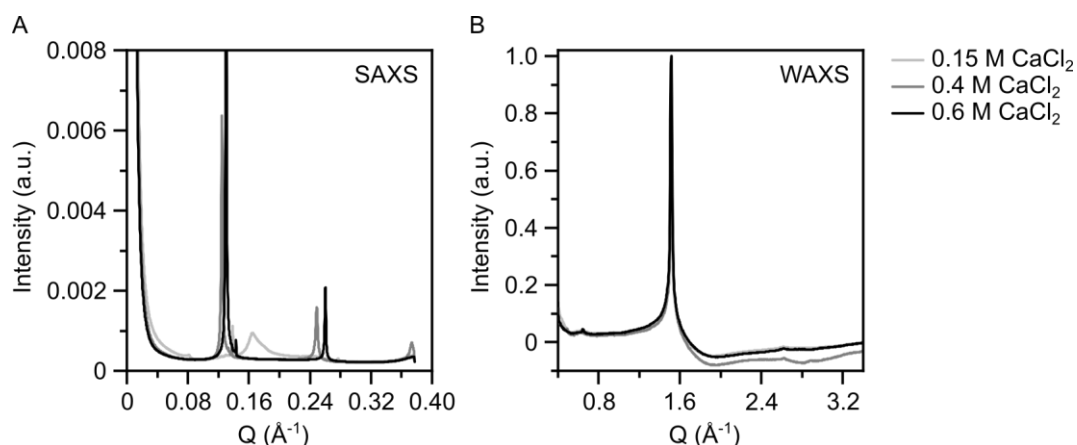 A
B
SAXS
WAXS
0.15 M CaCl₂
0.4 M CaCl₂
0.6 M CaCl₂
Intensity (a.u.)
0.008
0.006
0.004
0.002
0
0 0.08 0.16 0.24 0.32 0.40
Q (Å⁻¹)
Intensity (a.u.)
1.0
0.8
0.6
0.4
0.2
0
0.8 1.6 2.4 3.2
Q (Å⁻¹)